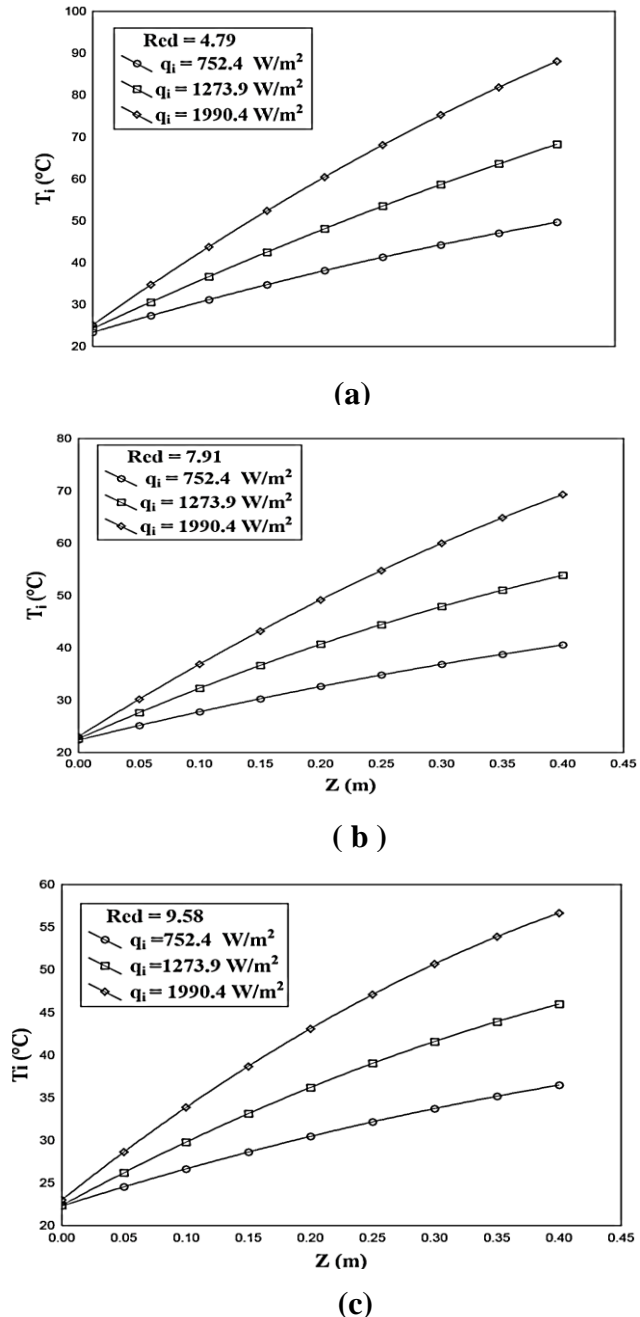 100
90
80
70
60
50
40
30
20
Ti (°C)
Red = 4.79
qi = 752.4 W/m²
qi = 1273.9 W/m²
qi = 1990.4 W/m²
(a)
80
70
60
50
40
30
20
Ti (°C)
Red = 7.91
qi = 752.4 W/m²
qi = 1273.9 W/m²
qi = 1990.4 W/m²
0.00 0.05 0.10 0.15 0.20 0.25 0.30 0.35 0.40 0.45
Z (m)
( b )
60
55
50
45
40
35
30
25
20
Ti (°C)
Red = 9.58
qi =752.4 W/m²
qi =1273.9 W/m²
qi = 1990.4 W/m²
0.00 0.05 0.10 0.15 0.20 0.25 0.30 0.35 0.40 0.45
Z (m)
(c)